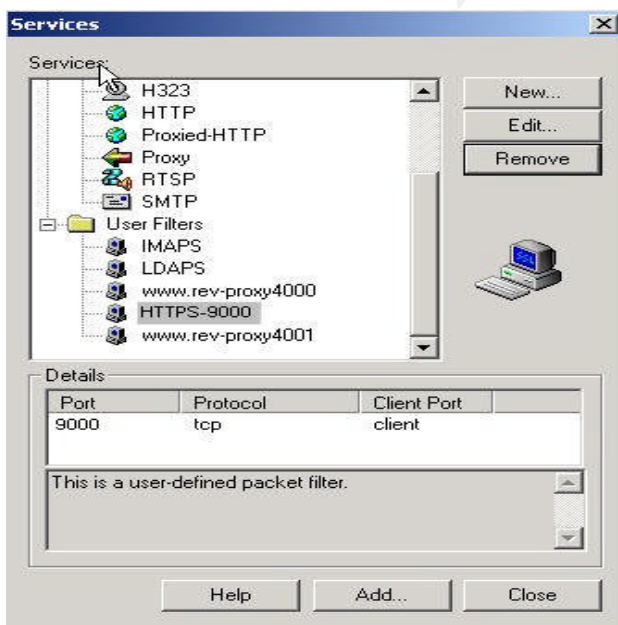 Services
Services:
H323
New...
HTTP
Edit...
Proxied-HTTP
Proxy
Remove
RTSP
SMTP
User Filters
IMAPS
LDAPS
www.rev-proxy4000
HTTPS-9000
www.rev-proxy4001
Details
Port Protocol Client Port
9000 tcp client
This is a user-defined packet filter.
Help Add... Close